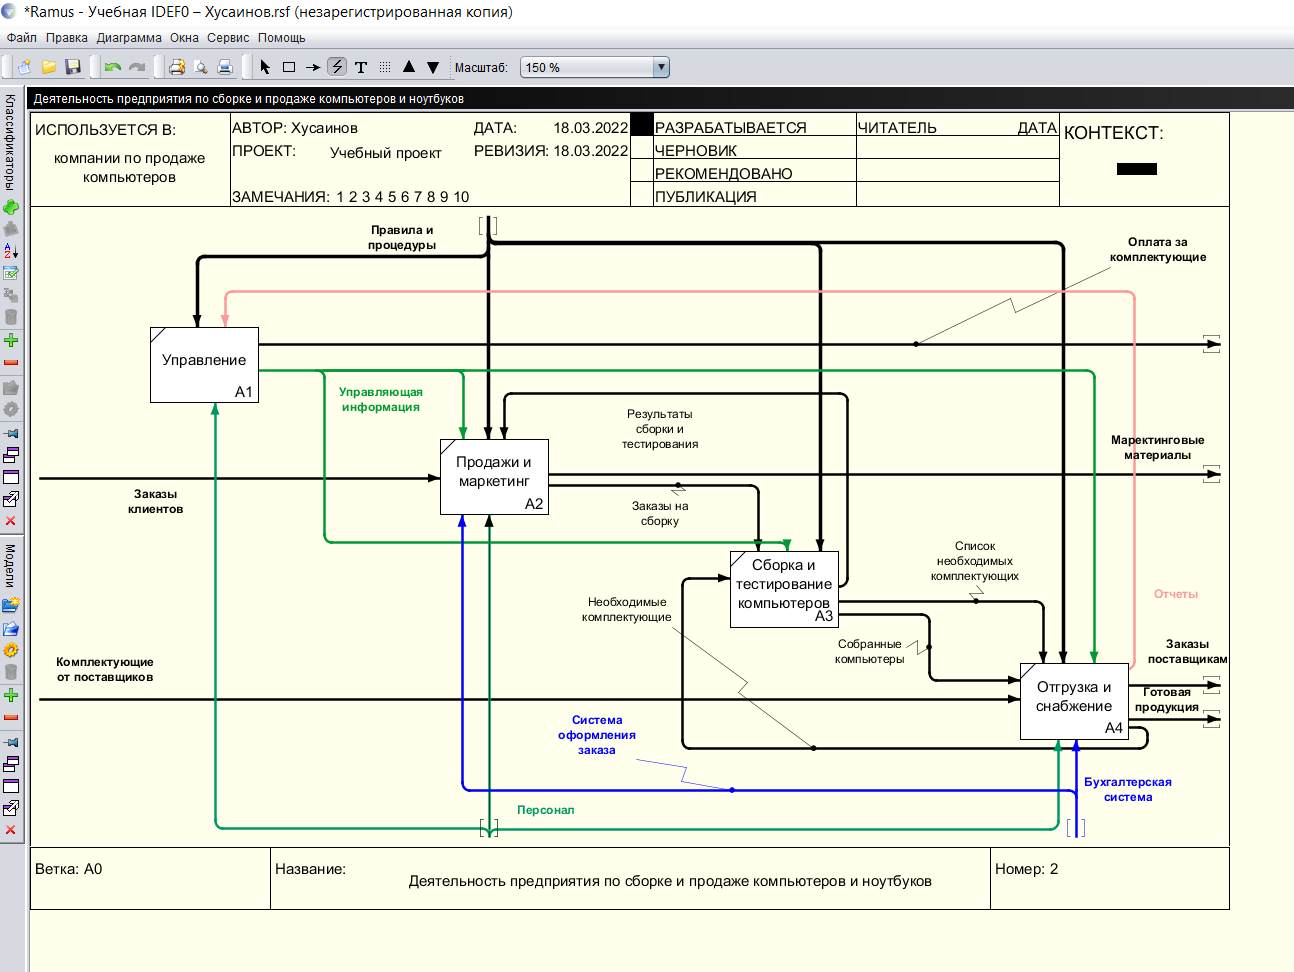 *Ramus - Учебная IDEF0 – Хусаинов.rsf (незарегистрированная копия)
Файл Правка Диаграмма Окна Сервис Помощь
Масштаб: 150 %
Классификаторы
Модели
Деятельность предприятия по сборке и продаже компьютеров и ноутбуков
ИСПОЛЬЗУЕТСЯ В:
компании по продаже
компьютеров
АВТОР: Хусаинов
ДАТА: 18.03.2022
ПРОЕКТ: Учебный проект
РЕВИЗИЯ: 18.03.2022
ЗАМЕЧАНИЯ: 1 2 3 4 5 6 7 8 9 10
РАЗРАБАТЫВАЕТСЯ
ЧЕРНОВИК
РЕКОМЕНДОВАНО
ПУБЛИКАЦИЯ
ЧИТАТЕЛЬ ДАТА
КОНТЕКСТ:
Правила и
процедуры
Оплата за
комплектующие
Управление
A1
Управляющая
информация
Результаты
сборки и
тестирования
Маректинговые
материалы
Продажи и
маркетинг
A2
Заказы
клиентов
Заказы на
сборку
Список
необходимых
комплектующих
Сборка и
тестирование
компьютеров
A3
Необходимые
комплектующие
Отчеты
Собранные
компьютеры
Заказы
поставщикам
Комплектующие
от поставщиков
Отгрузка и
снабжение
A4
Готовая
продукция
Система
оформления
заказа
Бухгалтерская
система
Персонал
Ветка: A0
Название:
Деятельность предприятия по сборке и продаже компьютеров и ноутбуков
Номер: 2